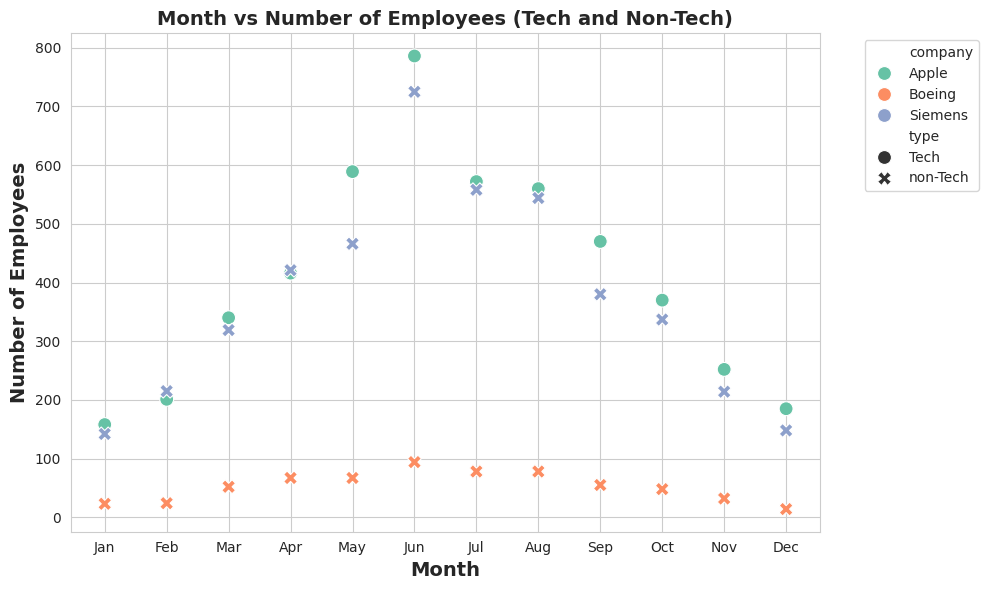 Month vs Number of Employees (Tech and Non-Tech)
company
Apple
Boeing
Siemens
type
Tech
non-Tech
Number of Employees
800
700
600
500
400
300
200
100
0
Jan Feb Mar Apr May Jun Jul Aug Sep Oct Nov Dec
Month